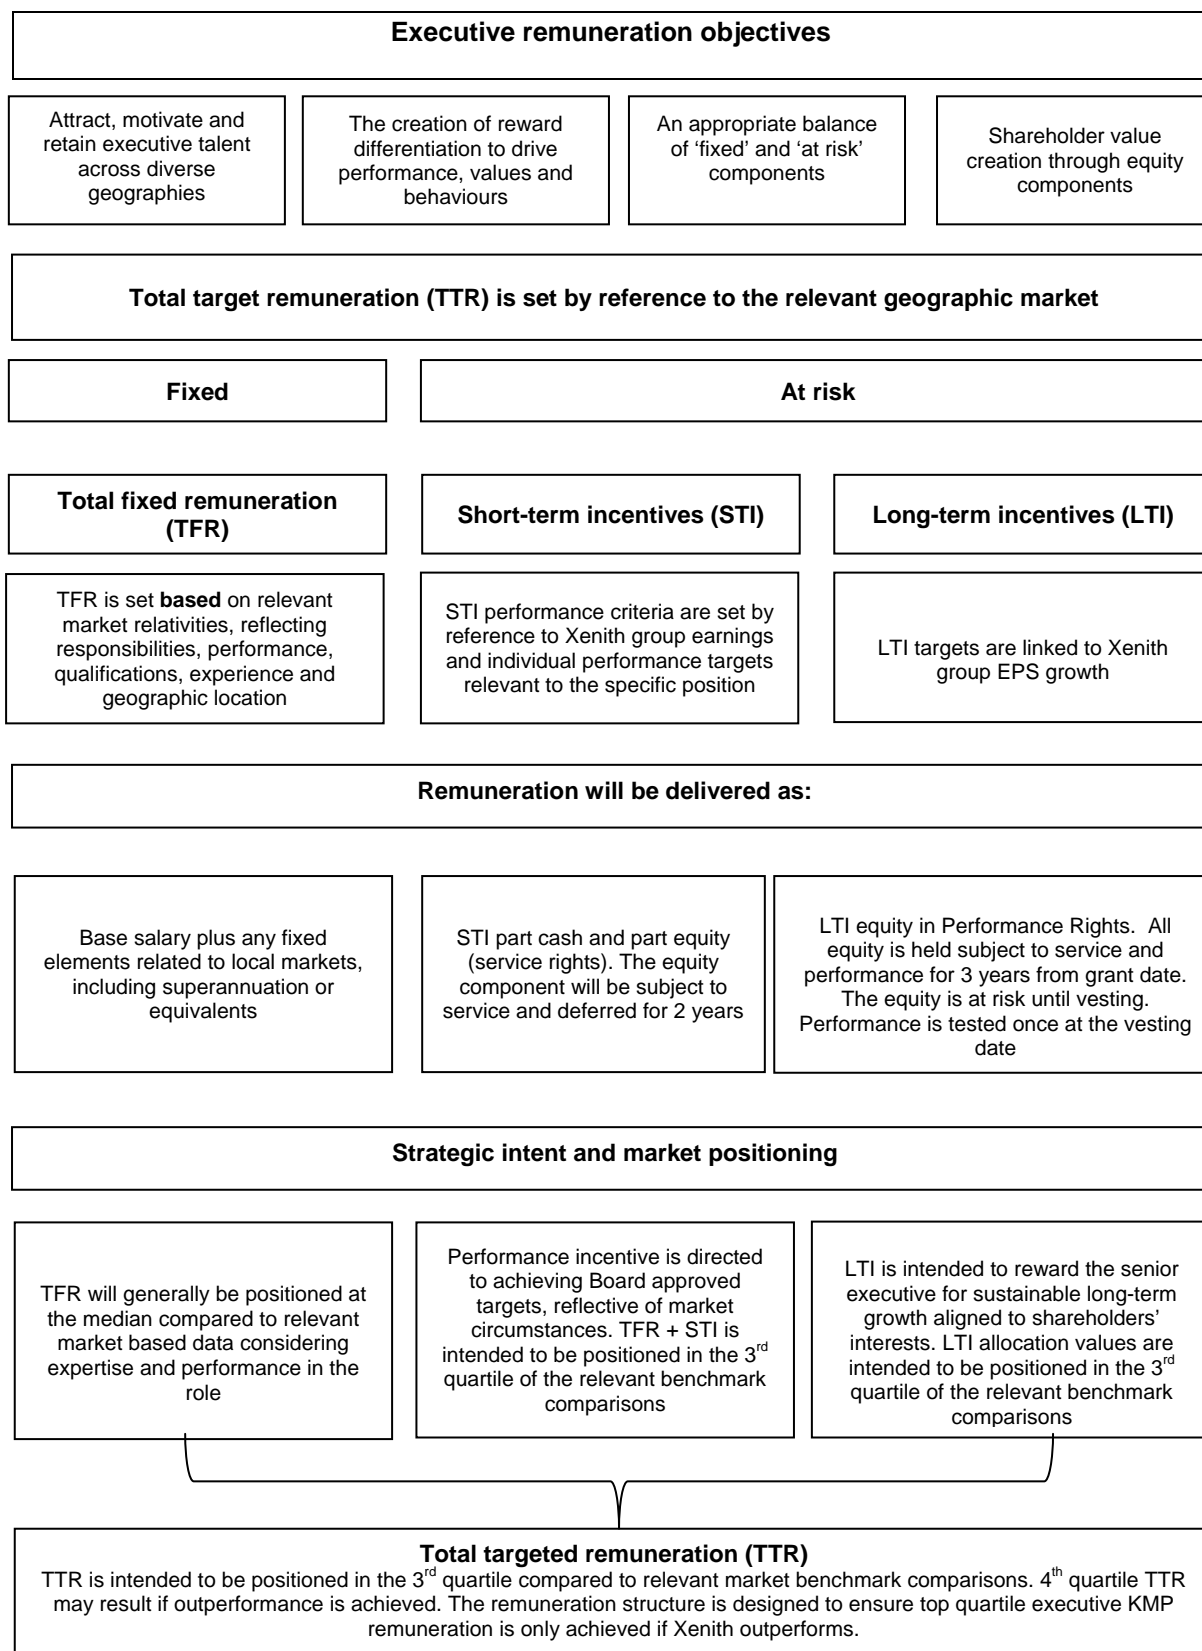 Executive remuneration objectives
Attract, motivate and
retain executive talent
across diverse
geographies
The creation of reward
differentiation to drive
performance, values and
behaviours
An appropriate balance
of ‘fixed’ and ‘at risk’
components
Shareholder value
creation through equity
components
Total target remuneration (TTR) is set by reference to the relevant geographic market
Fixed
At risk
Total fixed remuneration
(TFR)
Short-term incentives (STI)
Long-term incentives (LTI)
TFR is set based on relevant
market relativities, reflecting
responsibilities, performance,
qualifications, experience and
geographic location
STI performance criteria are set by
reference to Xenith group earnings
and individual performance targets
relevant to the specific position
LTI targets are linked to Xenith
group EPS growth
Remuneration will be delivered as:
Base salary plus any fixed
elements related to local markets,
including superannuation or
equivalents
STI part cash and part equity
(service rights). The equity
component will be subject to
service and deferred for 2 years
LTI equity in Performance Rights. All
equity is held subject to service and
performance for 3 years from grant date.
The equity is at risk until vesting.
Performance is tested once at the vesting
date
Strategic intent and market positioning
TFR will generally be positioned at
the median compared to relevant
market based data considering
expertise and performance in the
role
Performance incentive is directed
to achieving Board approved
targets, reflective of market
circumstances. TFR + STI is
intended to be positioned in the 3rd
quartile of the relevant benchmark
comparisons
LTI is intended to reward the senior
executive for sustainable long-term
growth aligned to shareholders’
interests. LTI allocation values are
intended to be positioned in the 3rd
quartile of the relevant benchmark
comparisons
Total targeted remuneration (TTR)
TTR is intended to be positioned in the 3rd quartile compared to relevant market benchmark comparisons. 4th quartile TTR
may result if outperformance is achieved. The remuneration structure is designed to ensure top quartile executive KMP
remuneration is only achieved if Xenith outperforms.